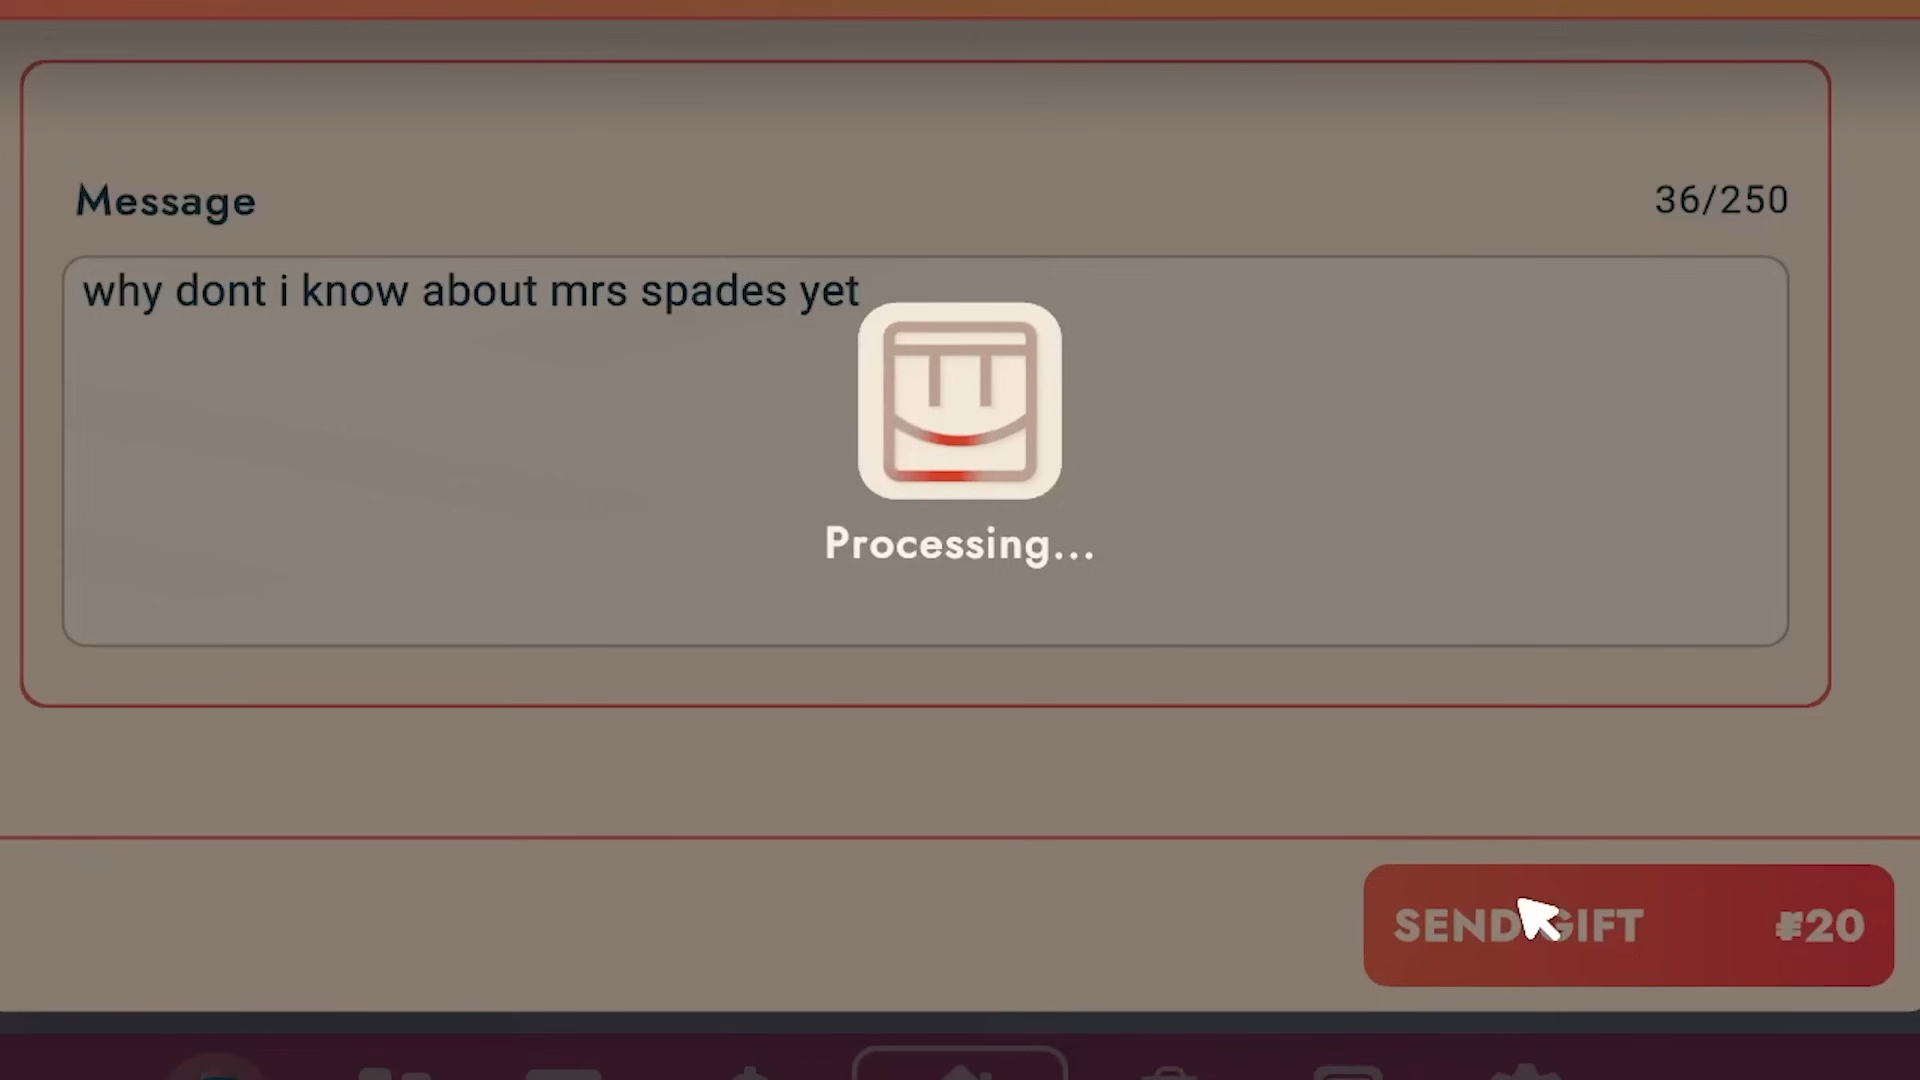 Message
36/250
why dont i know about mrs spades yet
Processing...
SEND GIFT
20